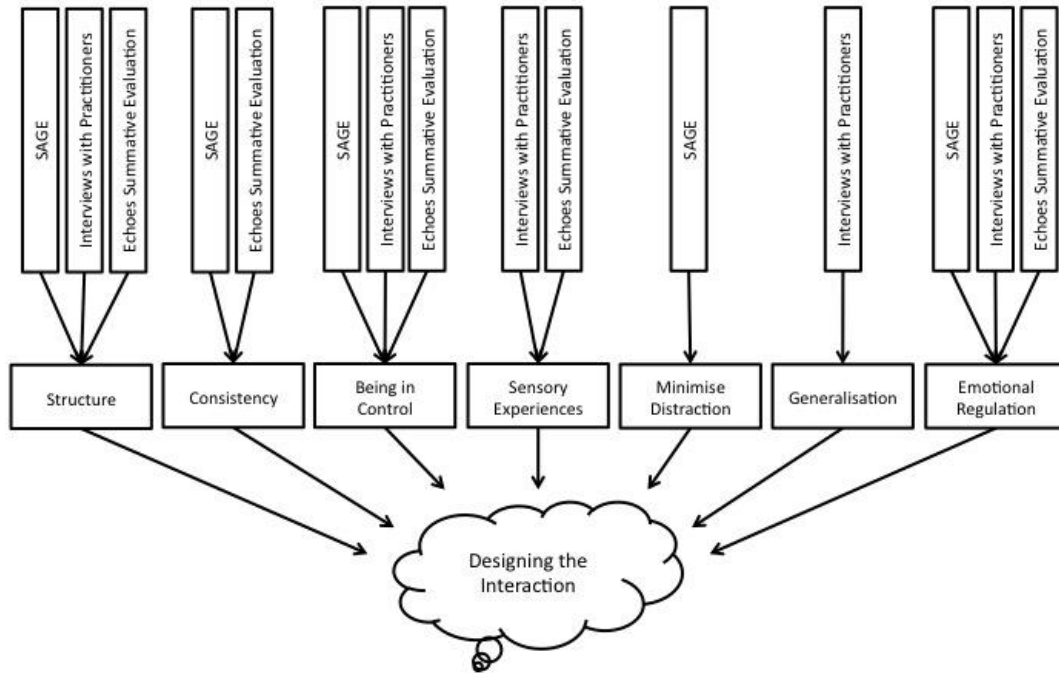 SAGE
Interviews with Practitioners
Echoes Summative Evaluation
SAGE
Echoes Summative Evaluation
SAGE
Interviews with Practitioners
Echoes Summative Evaluation
Interviews with Practitioners
Echoes Summative Evaluation
SAGE
Interviews with Practitioners
SAGE
Interviews with Practitioners
Echoes Summative Evaluation
Structure
Consistency
Being in
Control
Sensory
Experiences
Minimise
Distraction
Generalisation
Emotional
Regulation
Designing the
Interaction